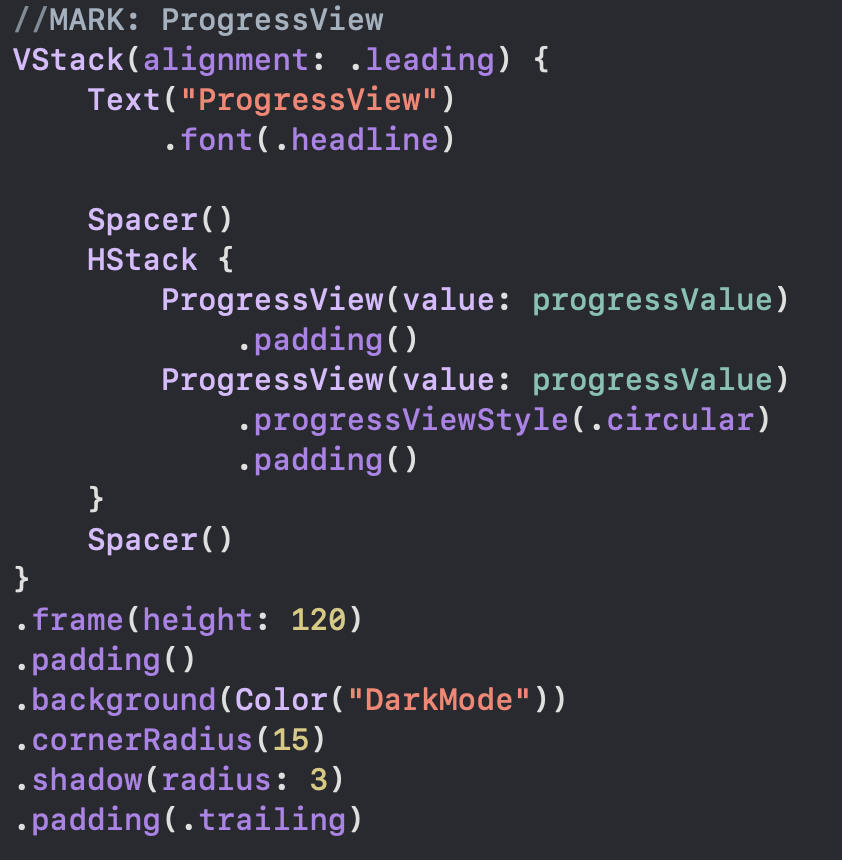 //MARK: ProgressView
VStack(alignment: .leading) {
    Text("ProgressView")
        .font(.headline)

    Spacer()
    HStack {
        ProgressView(value: progressValue)
            .padding()
        ProgressView(value: progressValue)
            .progressViewStyle(.circular)
            .padding()
    }
    Spacer()
}
.frame(height: 120)
.padding()
.background(Color("DarkMode"))
.cornerRadius(15)
.shadow(radius: 3)
.padding(.trailing)